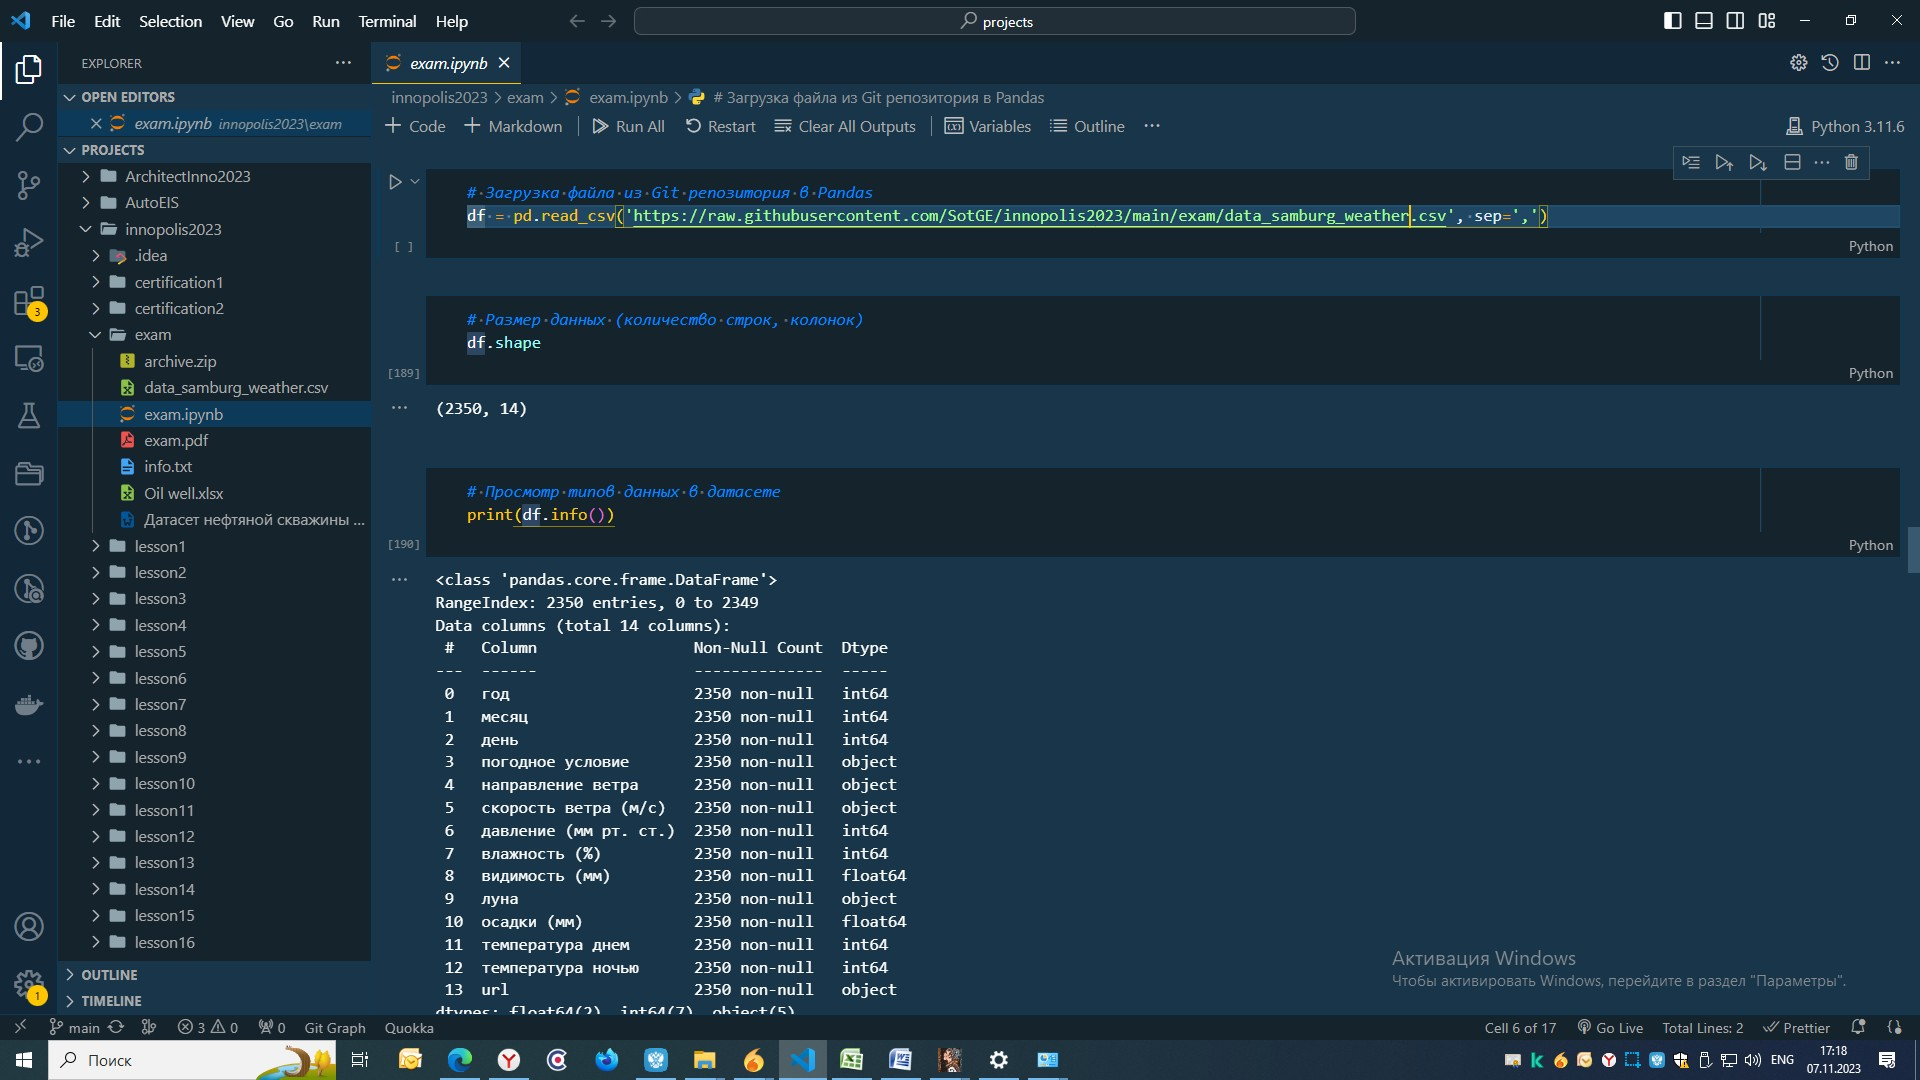 File Edit Selection View Go Run Terminal Help
projects
EXPLORER
exam.ipynb
OPEN EDITORS
innopolis2023 > exam > exam.ipynb > # Загрузка файла из Git репозитория в Pandas
exam.ipynb innopolis2023\exam
Code Markdown Run All Restart Clear All Outputs Variables Outline ... Python 3.11.6
PROJECTS
ArchitectInno2023
AutoEIS
innopolis2023
.idea
certification1
certification2
exam
archive.zip
data_samburg_weather.csv
exam.ipynb
exam.pdf
info.txt
Oil well.xlsx
Датасет нефтяной скважины ...
lesson1
lesson2
lesson3
lesson4
lesson5
lesson6
lesson7
lesson8
lesson9
lesson10
lesson11
lesson12
lesson13
lesson14
lesson15
lesson16
OUTLINE
TIMELINE
3
1
# Загрузка файла из Git репозитория в Pandas
df = pd.read_csv('https://raw.githubusercontent.com/SotGE/innopolis2023/main/exam/data_samburg_weather.csv', sep=',')
[ ] Python
# Размер данных (количество строк, колонок)
df.shape
[189] Python
(2350, 14)
# Просмотр типов данных в датасете
print(df.info())
[190] Python
<class 'pandas.core.frame.DataFrame'>
RangeIndex: 2350 entries, 0 to 2349
Data columns (total 14 columns):
# Column Non-Null Count Dtype
--- ------ -------------- -----
0 год 2350 non-null int64
1 месяц 2350 non-null int64
2 день 2350 non-null int64
3 погодное условие 2350 non-null object
4 направление ветра 2350 non-null object
5 скорость ветра (м/с) 2350 non-null object
6 давление (мм рт. ст.) 2350 non-null int64
7 влажность (%) 2350 non-null int64
8 видимость (мм) 2350 non-null float64
9 луна 2350 non-null object
10 осадки (мм) 2350 non-null float64
11 температура днем 2350 non-null int64
12 температура ночью 2350 non-null int64
13 url 2350 non-null object
dtypes: float64(2), int64(7), object(5)
Активация Windows
Чтобы активировать Windows, перейдите в раздел "Параметры".
main 3 0 0 Git Graph Quokka Cell 6 of 17 Go Live Total Lines: 2 Prettier
Поиск
ENG
17:18
07.11.2023